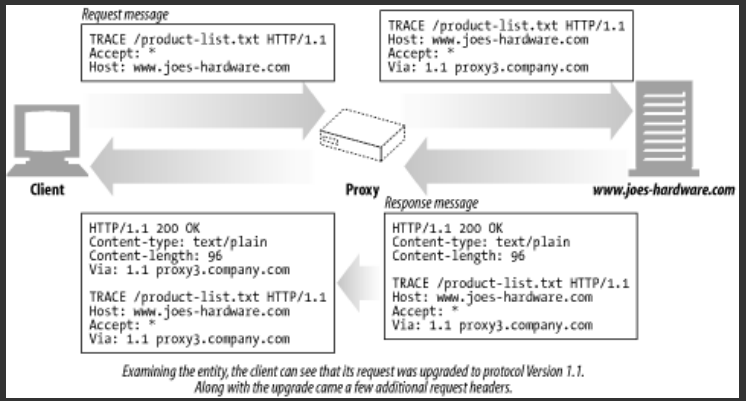 Request message
TRACE /product-list.txt HTTP/1.1
Accept: *
Host: www.joes-hardware.com
TRACE /product-list.txt HTTP/1.1
Host: www.joes-hardware.com
Accept: *
Via: 1.1 proxy3.company.com
Client
Proxy
www.joes-hardware.com
Response message
HTTP/1.1 200 OK
Content-type: text/plain
Content-length: 96
Via: 1.1 proxy3.company.com
TRACE /product-list.txt HTTP/1.1
Host: www.joes-hardware.com
Accept: *
Via: 1.1 proxy3.company.com
HTTP/1.1 200 OK
Content-type: text/plain
Content-length: 96
TRACE /product-list.txt HTTP/1.1
Host: www.joes-hardware.com
Accept: *
Via: 1.1 proxy3.company.com
Examining the entity, the client can see that its request was upgraded to protocol Version 1.1.
Along with the upgrade came a few additional request headers.